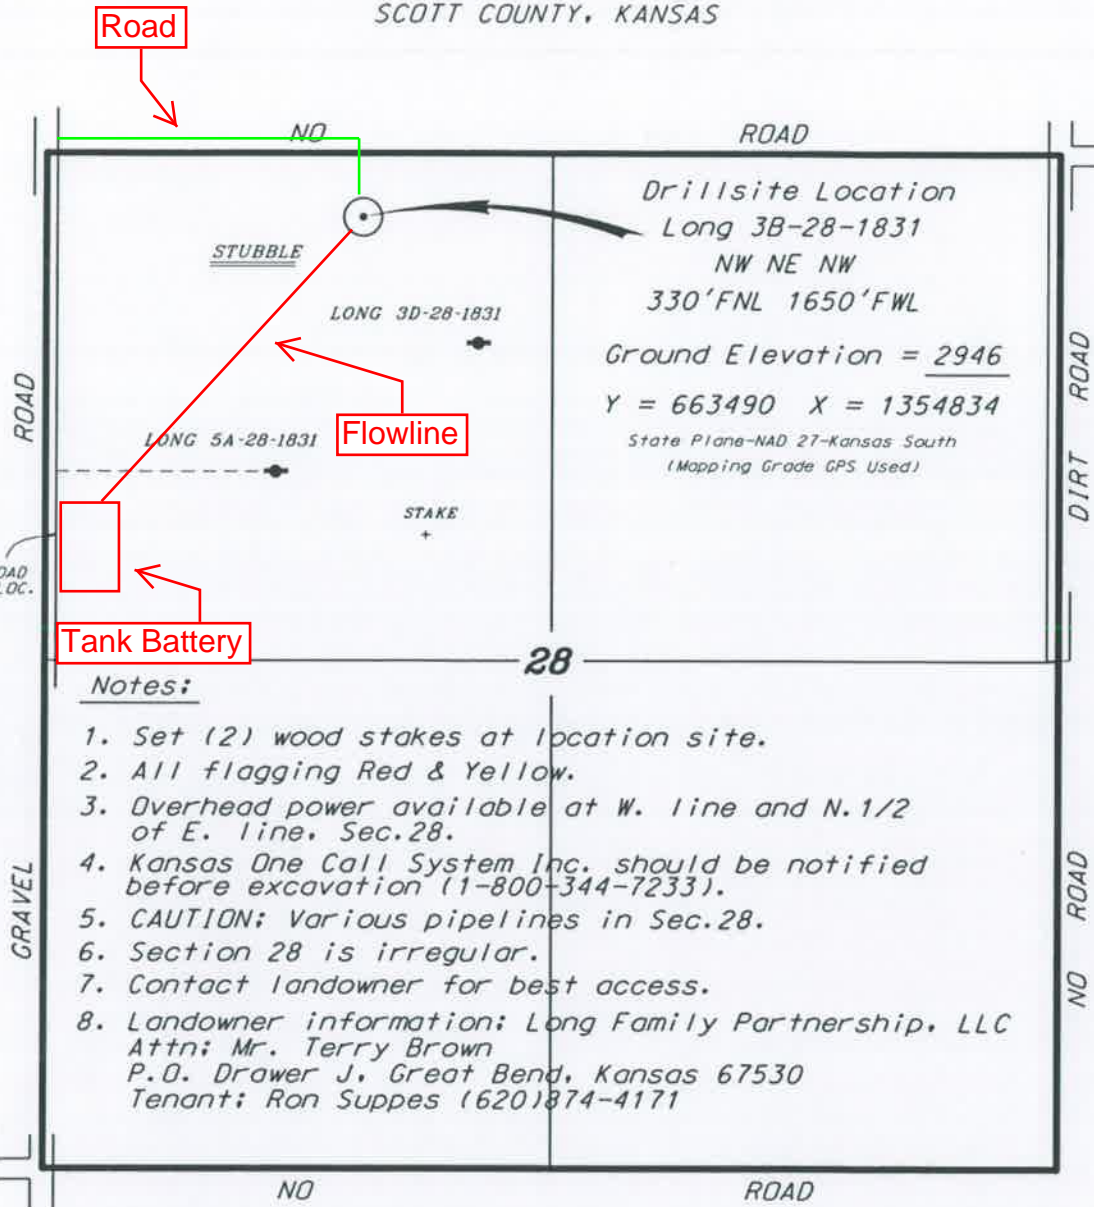 SCOTT COUNTY, KANSAS
Road
NO ROAD
Drillsite Location
Long 3B-28-1831
NW NE NW
330'FNL 1650'FWL
STUBBLE
LONG 3D-28-1831
Ground Elevation = 2946
Y = 663490 X = 1354834
State Plane-NAD 27-Kansas South
(Mapping Grade GPS Used)
ROAD
DIRT ROAD
Flowline
LONG 5A-28-1831
STAKE
+
LOC.
Tank Battery
28
Notes:
1. Set (2) wood stakes at location site.
2. All flagging Red & Yellow.
3. Overhead power available at W. line and N.1/2
of E. line, Sec.28.
4. Kansas One Call System Inc. should be notified
before excavation (1-800-344-7233).
5. CAUTION: Various pipelines in Sec.28.
6. Section 28 is irregular.
7. Contact landowner for best access.
8. Landowner information: Long Family Partnership, LLC
Attn: Mr. Terry Brown
P.O. Drawer J, Great Bend, Kansas 67530
Tenant: Ron Suppes (620)874-4171
GRAVEL
NO ROAD
NO ROAD